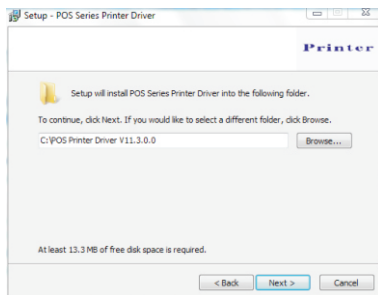 Setup - POS Series Printer Driver
Printer
Setup will install POS Series Printer Driver into the following folder.
To continue, click Next. If you would like to select a different folder, click Browse.
C:\POS Printer Driver V11.3.0.0
Browse...
At least 13.3 MB of free disk space is required.
< Back
Next >
Cancel